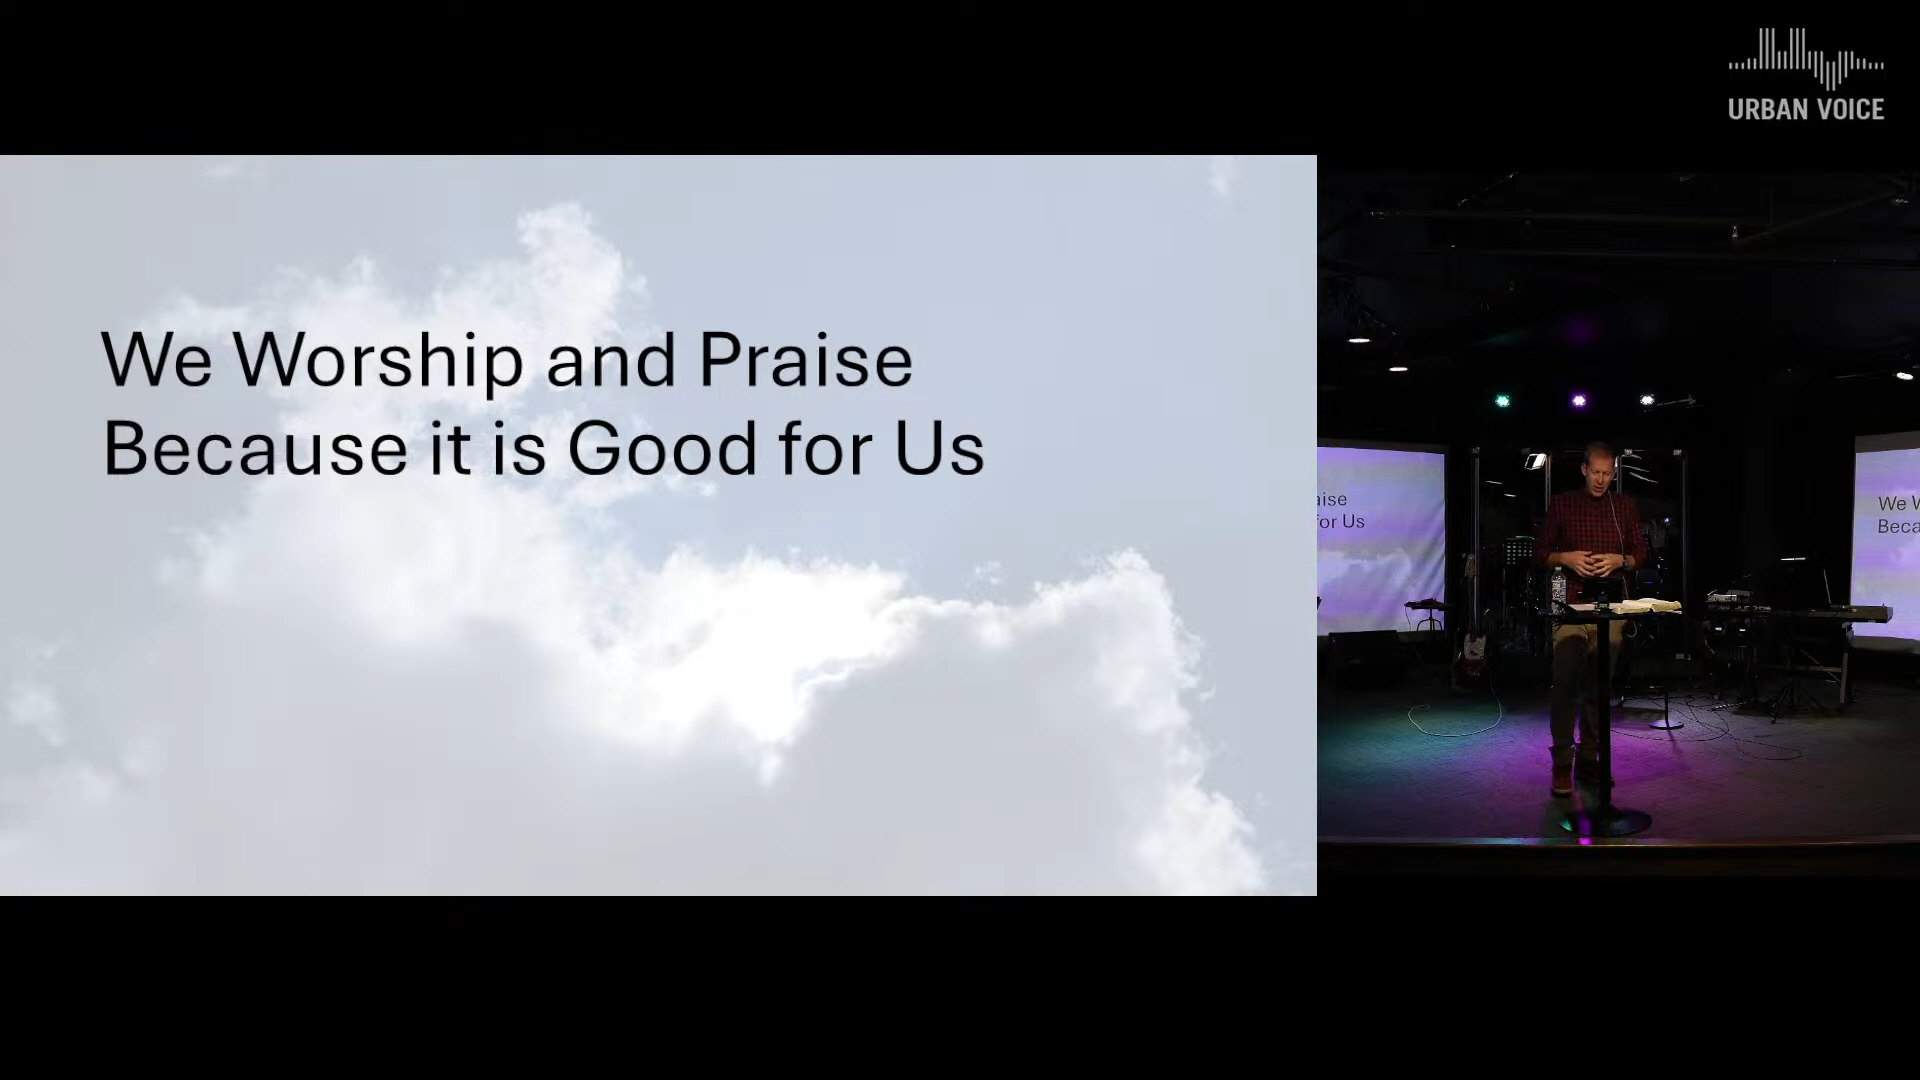 URBAN VOICE
We Worship and Praise
Because it is Good for Us
aise
for Us
We W
Beca